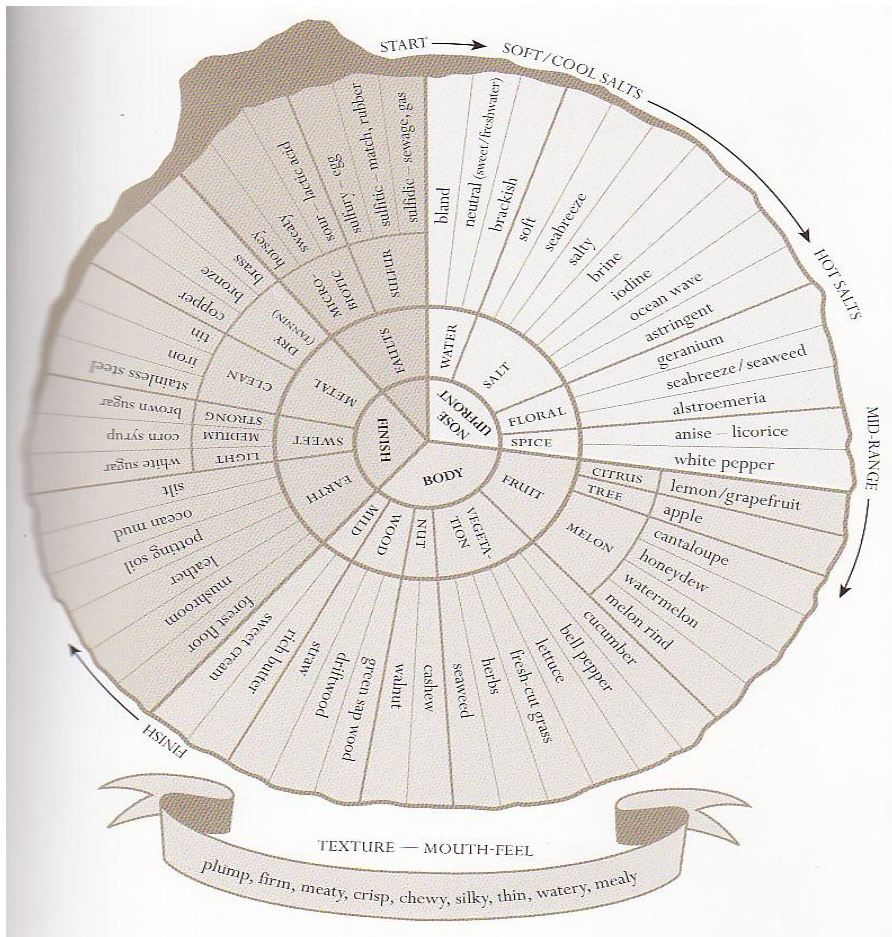 START
SOFT/COOL SALTS
HOT SALTS
MID-RANGE
FINISH
NOSE
UPFRONT
WATER
bland
neutral (sweet/freshwater)
brackish
SALT
soft
seabreeze
salty
brine
iodine
ocean wave
astringent
FLORAL
geranium
seabreeze/seaweed
alstroemeria
SPICE
anise – licorice
white pepper
BODY
FRUIT
CITRUS
lemon/grapefruit
TREE
apple
MELON
cantaloupe
honeydew
watermelon
melon rind
VEGETA-
TION
cucumber
bell pepper
lettuce
fresh-cut grass
herbs
seaweed
NUT
cashew
walnut
WOOD
green sap wood
driftwood
straw
MILD
rich butter
sweet cream
FINISH
EARTH
forest floor
mushroom
leather
potting soil
ocean mud
silt
SWEET
LIGHT
white sugar
MEDIUM
corn syrup
STRONG
brown sugar
METAL
CLEAN
stainless steel
iron
tin
copper
DRY
(TANNIN)
bronze
brass
FAULTS
MICRO-
BIOTIC
horsey
sweaty
sour – lactic acid
SULFUR
sulfury – egg
sulfitic – match, rubber
sulfidic – sewage, gas
TEXTURE — MOUTH-FEEL
plump, firm, meaty, crisp, chewy, silky, thin, watery, mealy